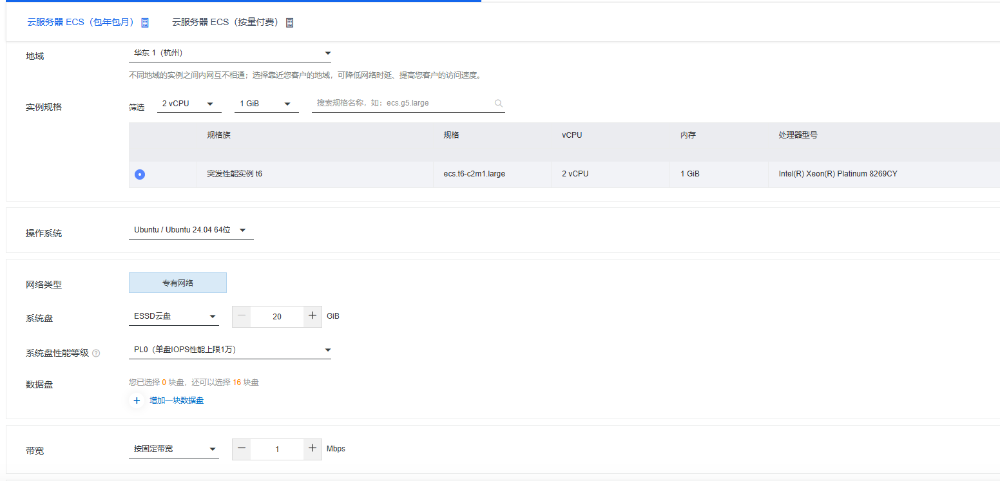 云服务器 ECS（包年包月） 云服务器 ECS（按量付费）
地域 华东 1（杭州）
不同地域的实例之间内网互不相通；选择靠近您客户的地域，可降低网络时延、提高您客户的访问速度。
实例规格 筛选 2 vCPU 1 GiB 搜索规格名称，如：ecs.g5.large
规格族 规格 vCPU 内存 处理器型号
突发性能实例 t6 ecs.t6-c2m1.large 2 vCPU 1 GiB Intel(R) Xeon(R) Platinum 8269CY
操作系统 Ubuntu / Ubuntu 24.04 64位
网络类型 专有网络
系统盘 ESSD云盘 20 GiB
系统盘性能等级 PL0（单盘IOPS性能上限1万）
数据盘 您已选择 0 块盘，还可以选择 16 块盘
增加一块数据盘
带宽 按固定带宽 1 Mbps